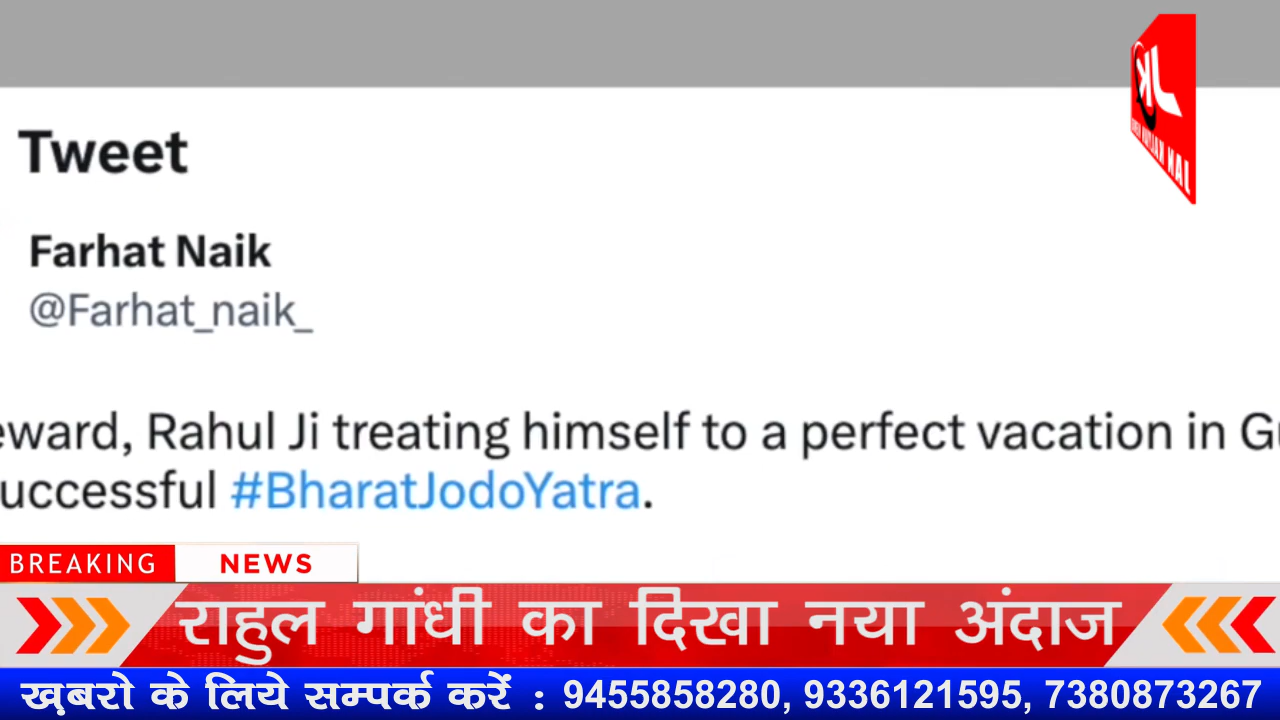 Tweet
Farhat Naik
@Farhat_naik_
eward, Rahul Ji treating himself to a perfect vacation in Gu
uccessful #BharatJodoYatra.
BREAKING NEWS
राहुल गांधी का दिखा नया अंदाज
ख़बरो के लिये सम्पर्क करें : 9455858280, 9336121595, 7380873267